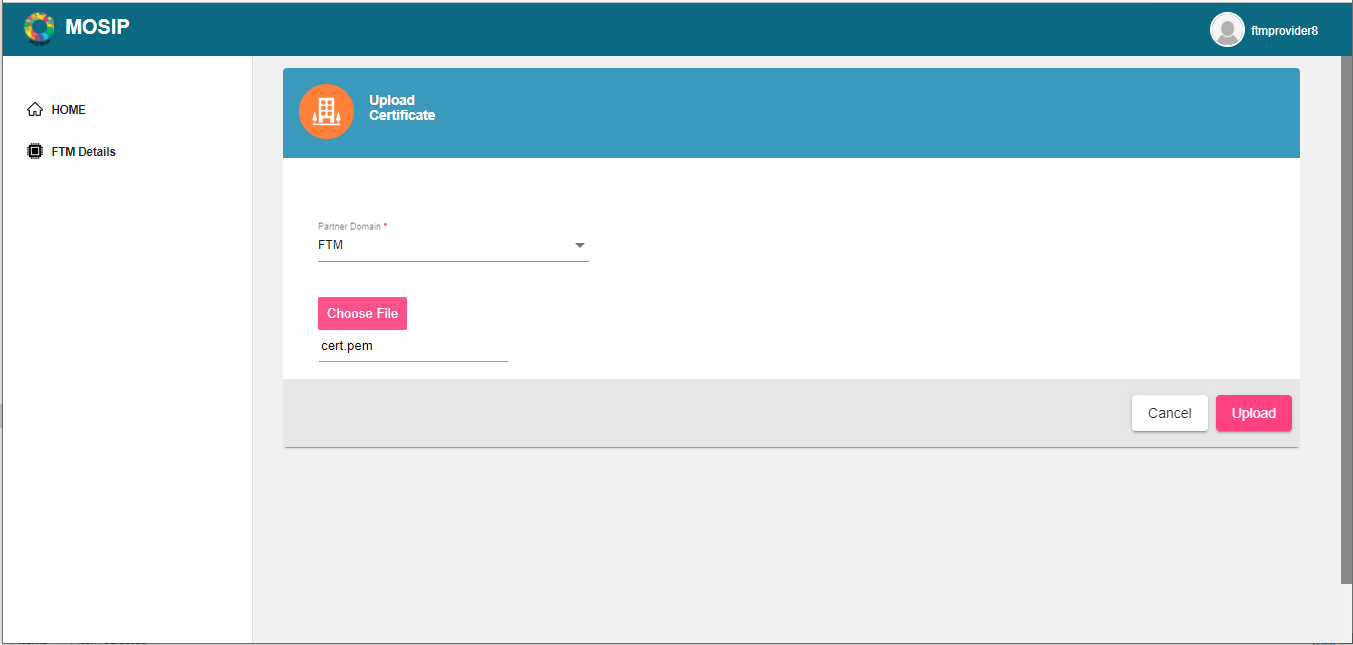 MOSIP
ftmprovider8
HOME
FTM Details
Upload
Certificate
Partner Domain *
FTM
Choose File
cert.pem
Cancel
Upload